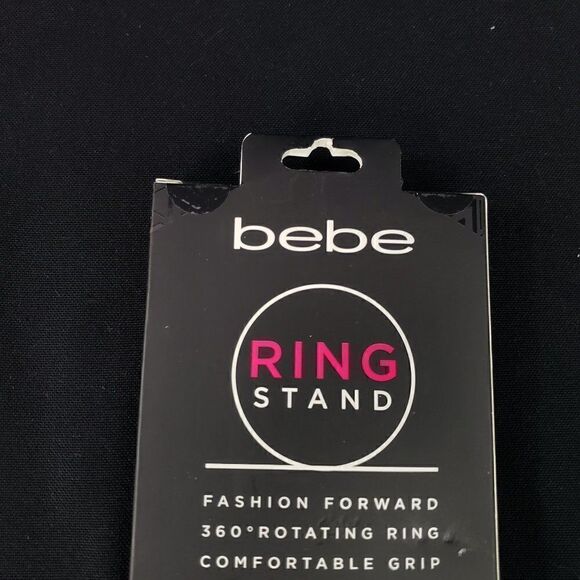 bebe
RING
STAND
FASHION FORWARD
360° ROTATING RING
COMFORTABLE GRIP